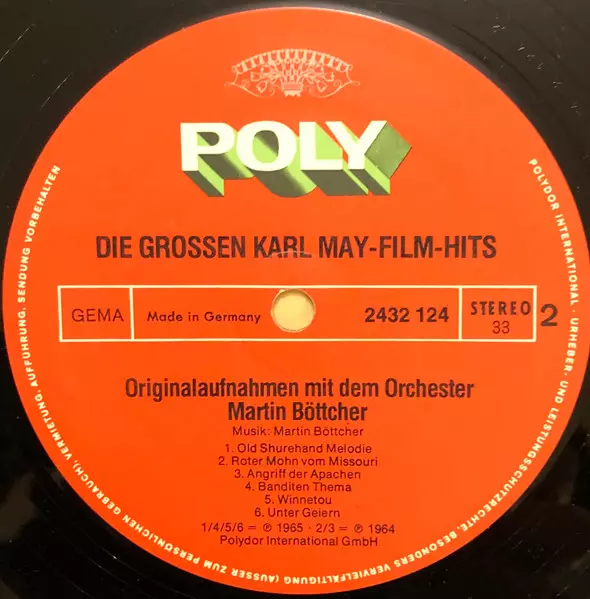 POLY
DIE GROSSEN KARL MAY-FILM-HITS
GEMA
Made in Germany
2432 124
STEREO
33
2
Originalaufnahmen mit dem Orchester
Martin Böttcher
Musik: Martin Böttcher
1. Old Shurehand Melodie
2. Roter Mohn vom Missouri
3. Angriff der Apachen
4. Banditen Thema
5. Winnetou
6. Unter Geiern
1/4/5/6 = ℗ 1965 · 2/3 = ℗ 1964
Polydor International GmbH
POLYDOR INTERNATIONAL · URHEBER- UND LEISTUNGSSCHUTZRECHTE, BESONDERS VERVIELFÄLTIGUNG (AUSSER ZUM PERSÖNLICHEN GEBRAUCH), VERMIETUNG, AUFFÜHRUNG, SENDUNG VORBEHALTEN